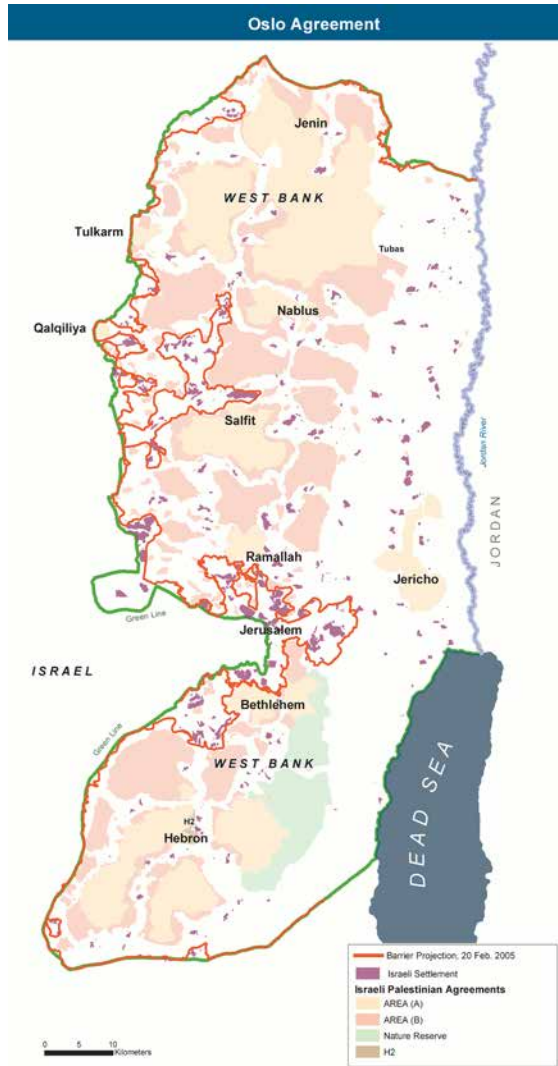 Oslo Agreement
Jenin
WEST BANK
Tulkarm
Tubas
Nablus
Qalqiliya
Salfit
Jordan River
JORDAN
Ramallah
Jericho
Green Line
Jerusalem
ISRAEL
Bethlehem
Green Line
WEST BANK
DEAD SEA
H2
Hebron
Barrier Projection, 20 Feb. 2005
Israeli Settlement
Israeli Palestinian Agreements
AREA (A)
AREA (B)
Nature Reserve
H2
0 5 10
Kilometers